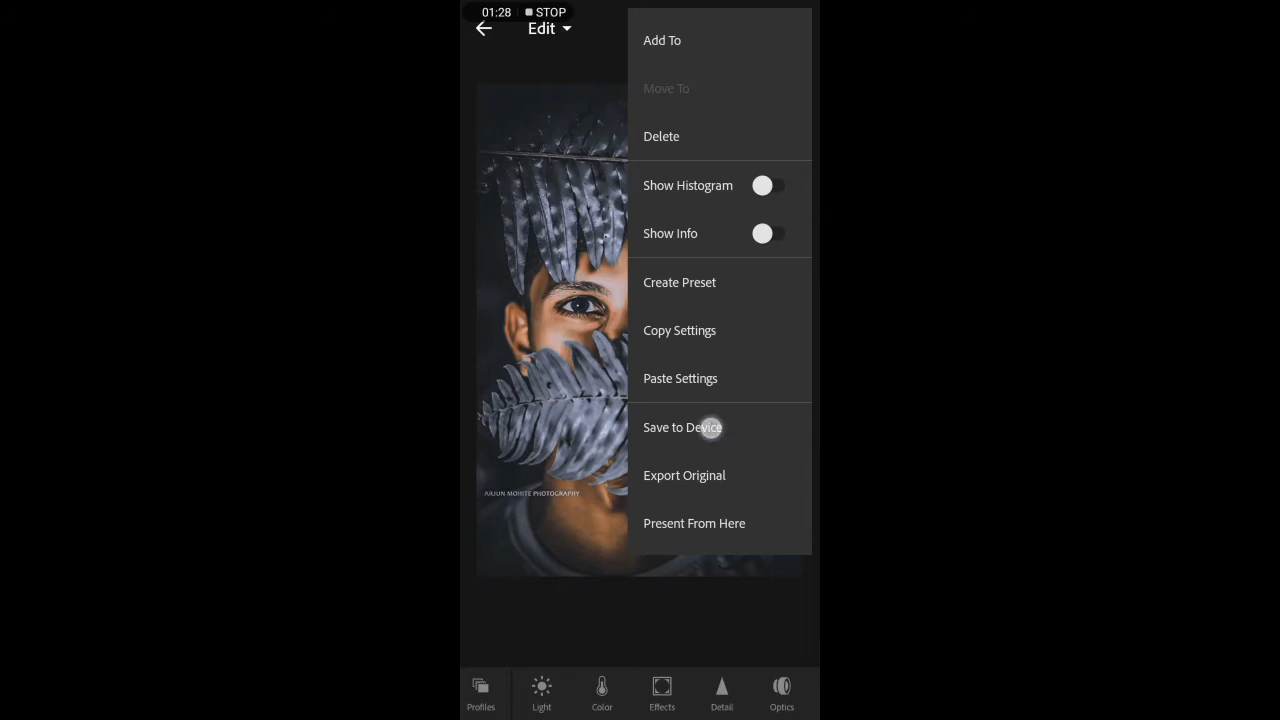 01:28 STOP
Edit
Add To
Move To
Delete
Show Histogram
Show Info
Create Preset
Copy Settings
Paste Settings
Save to Device
Export Original
Present From Here
ARJUN MOHITE PHOTOGRAPHY
Profiles
Light
Color
Effects
Detail
Optics